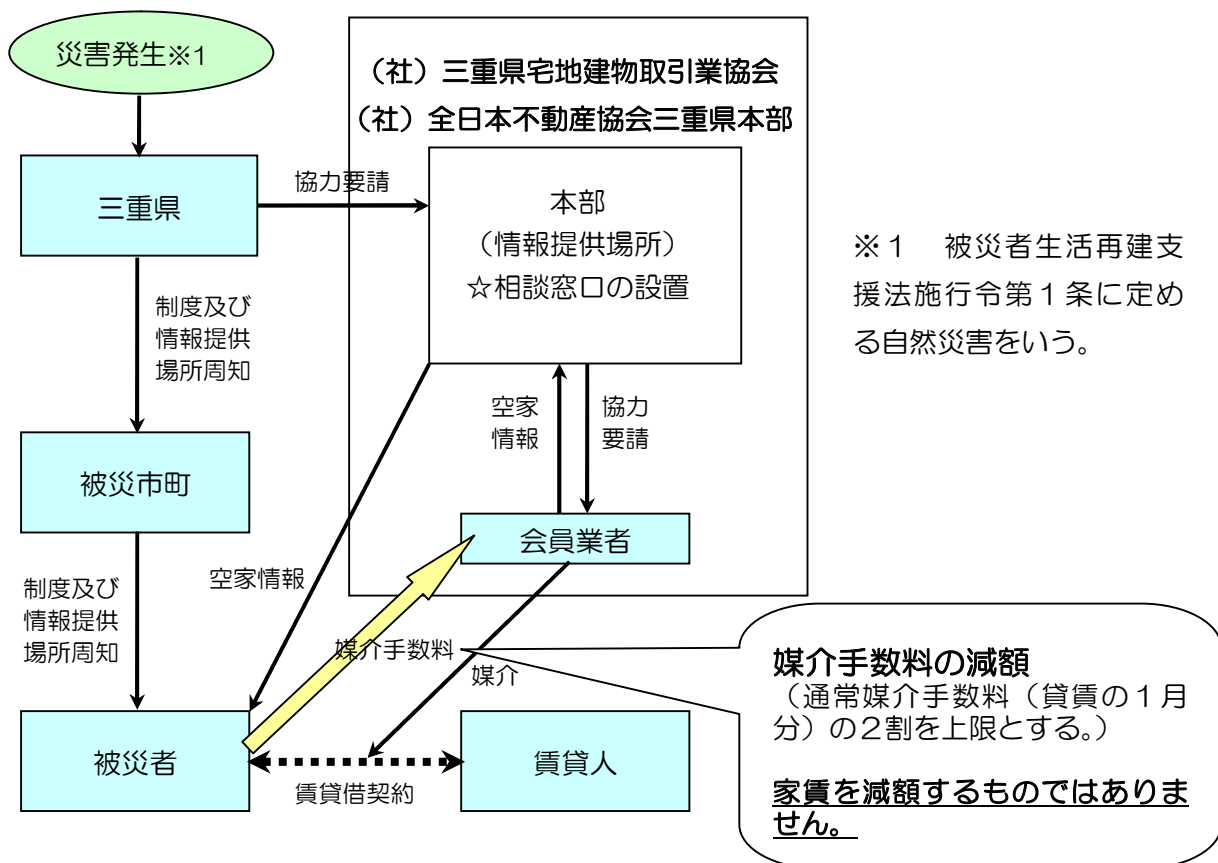 災害発生※1
（社）三重県宅地建物取引業協会
（社）全日本不動産協会三重県本部
三重県
協力要請
本部
（情報提供場所）
☆相談窓口の設置
※１　被災者生活再建支
援法施行令第１条に定め
る自然災害をいう。
制度及び
情報提供
場所周知
空家
情報
協力
要請
被災市町
会員業者
制度及び
情報提供
場所周知
空家情報
媒介手数料
媒介
媒介手数料の減額
（通常媒介手数料（貸賃の１月
分）の２割を上限とする。）
家賃を減額するものではありま
せん。
被災者
賃貸借契約
賃貸人